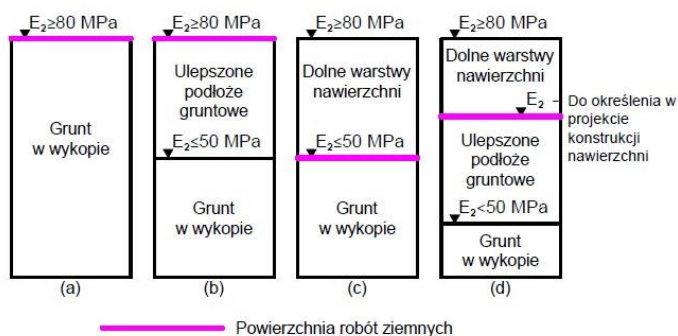 E₂≥80 MPa
Grunt
w wykopie
(a)
E₂≥80 MPa
Ulepszone
podłoże
gruntowe
E₂≤50 MPa
Grunt
w wykopie
(b)
E₂≥80 MPa
Dolne warstwy
nawierzchni
E₂≤50 MPa
Grunt
w wykopie
(c)
E₂≥80 MPa
Dolne warstwy
nawierzchni
E₂ - Do określenia w
projekcie
konstrukcji
nawierzchni
Ulepszone
podłoże
gruntowe
E₂<50 MPa
Grunt
w wykopie
(d)
Powierzchnia robót ziemnych